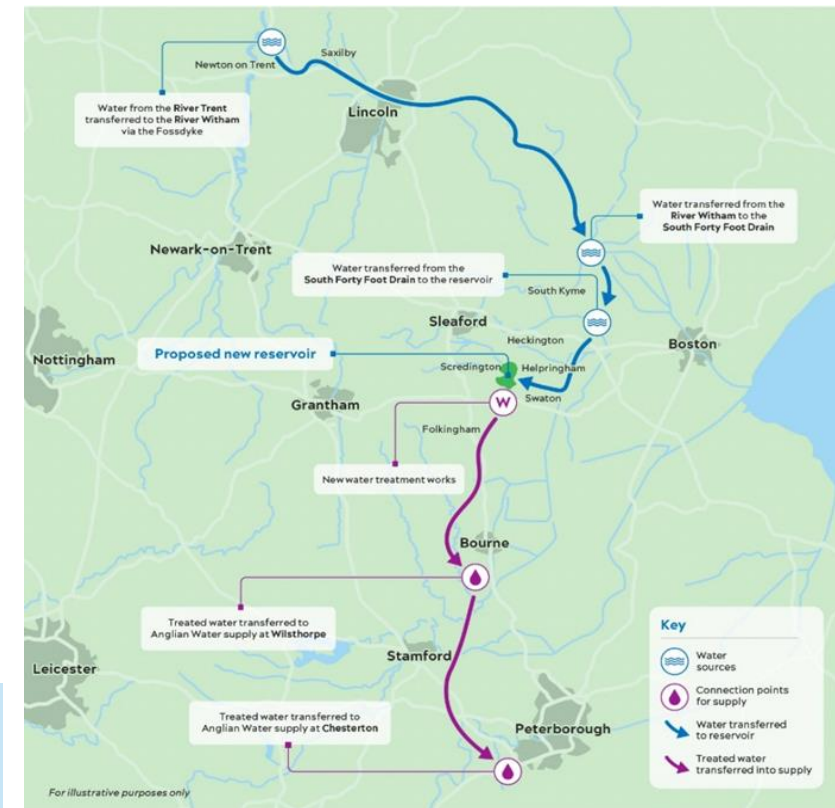 Newton on Trent
Saxilby
Water from the River Trent
transferred to the River Witham
via the Fossdyke
Lincoln
Water transferred from the
River Witham to the
South Forty Foot Drain
Newark-on-Trent
Water transferred from the
South Forty Foot Drain to the reservoir
South Kyme
Sleaford
Heckington
Boston
Nottingham
Proposed new reservoir
Scredington
Helpringham
Swaton
Grantham
W
Folkingham
New water treatment works
Bourne
Treated water transferred to
Anglian Water supply at Wilsthorpe
Stamford
Leicester
Treated water transferred to
Anglian Water supply at Chesterton
Peterborough
Key
Water
sources
Connection points
for supply
Water transferred
to reservoir
Treated water
transferred into supply
For illustrative purposes only